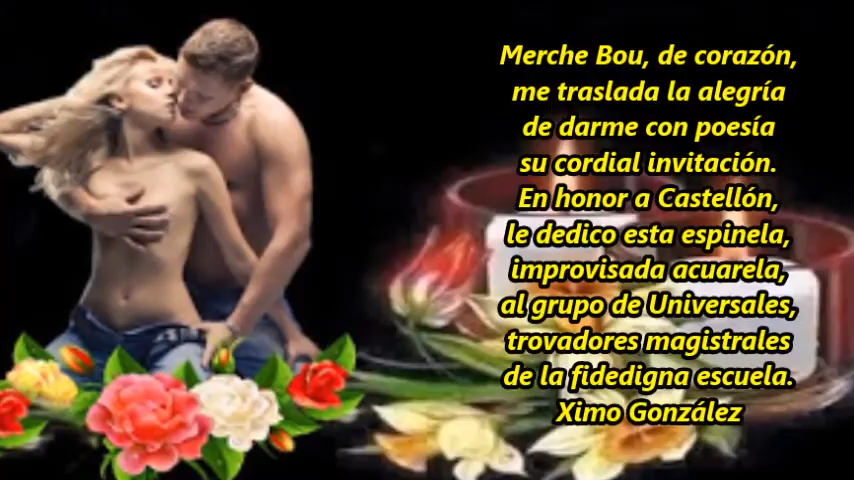 Merche Bou, de corazón,
me traslada la alegría
de darme con poesía
su cordial invitación.
En honor a Castellón,
le dedico esta espinela,
improvisada acuarela,
al grupo de Universales,
trovadores magistrales
de la fidedigna escuela.
Ximo González